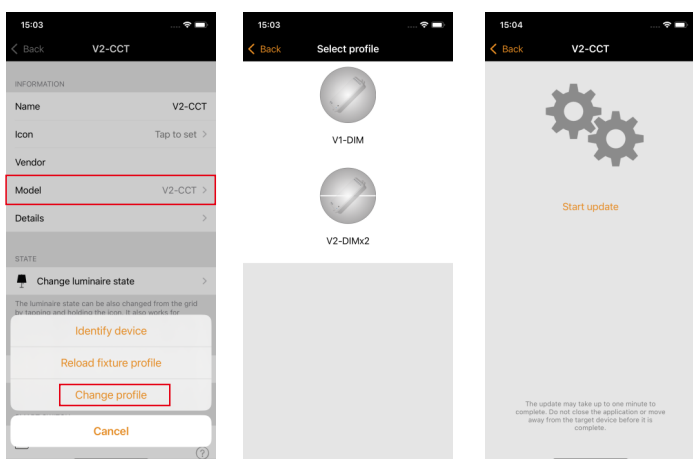 15:03
Back V2-CCT
INFORMATION
Name V2-CCT
Icon Tap to set
Vendor
Model V2-CCT
Details
STATE
Change luminaire state
The luminaire state can be also changed from the grid
by tapping and holding the icon. It also works for
Identify device
Reload fixture profile
Change profile
Cancel
15:03
Back Select profile
V1-DIM
V2-DIMx2
15:04
Back V2-CCT
Start update
The update may take up to one minute to
complete. Do not close the application or move
away from the target device before it is
complete.